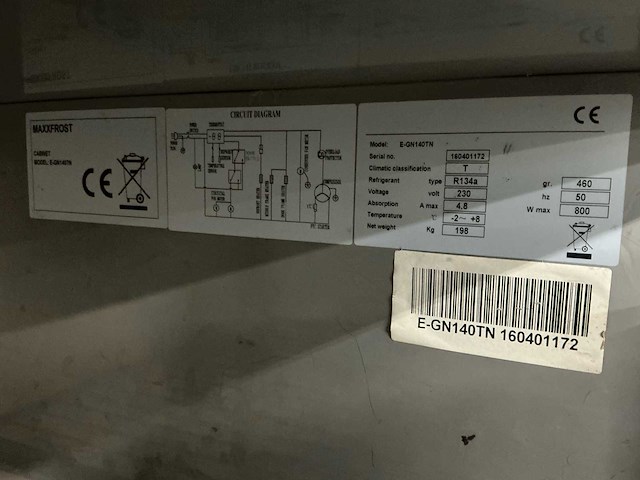 MAXXFROST
CABINET
MODEL: E-GN140TN
CE
CIRCUIT DIAGRAM
CE
Model: E-GN140TN
Serial no. 160401172
Climatic classification T
Refrigerant type R134a gr. 460
Voltage volt 230 hz 50
Absorption A max 4.8 W max 800
Temperature °C -2~ +8
Net weight Kg 198
E-GN140TN 160401172